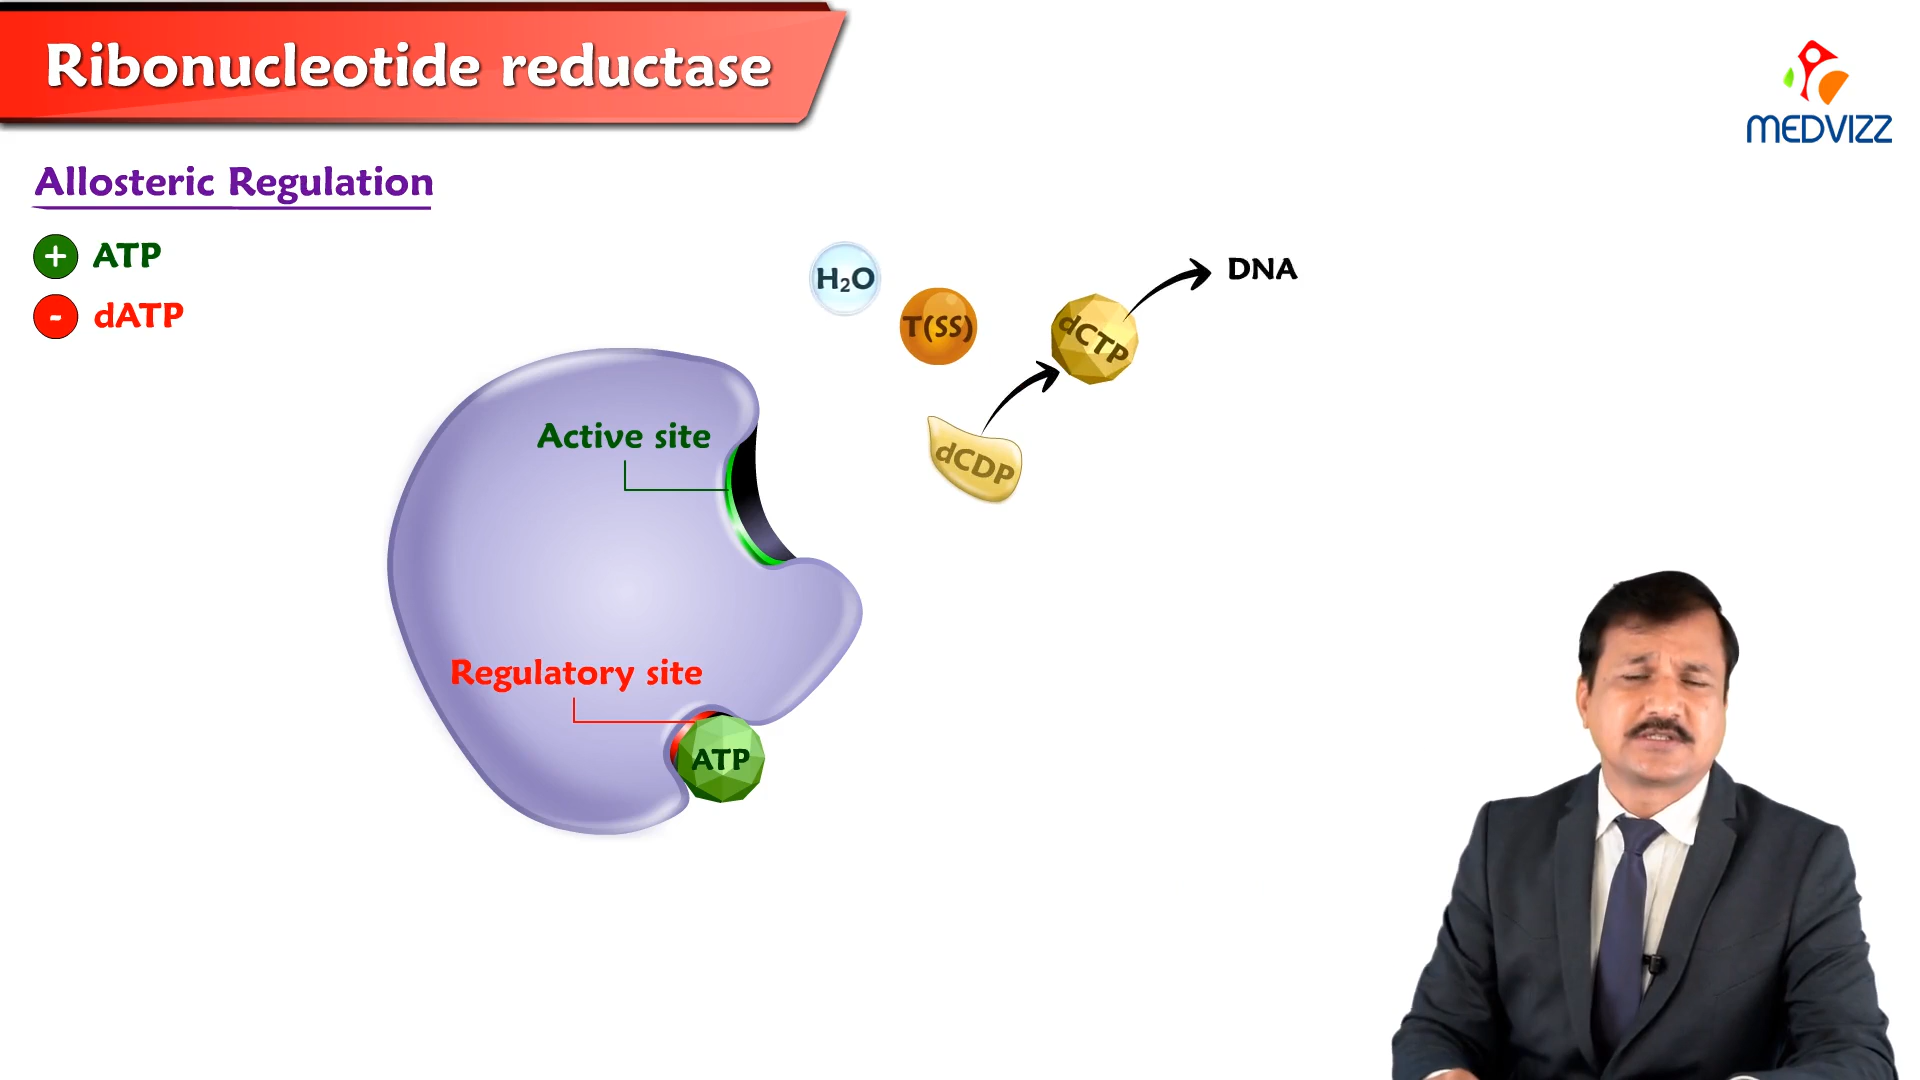 Ribonucleotide reductase
MEDVIZZ
Allosteric Regulation
+ ATP
- dATP
H₂O
T(SS)
dCTP
DNA
dCDP
Active site
Regulatory site
ATP